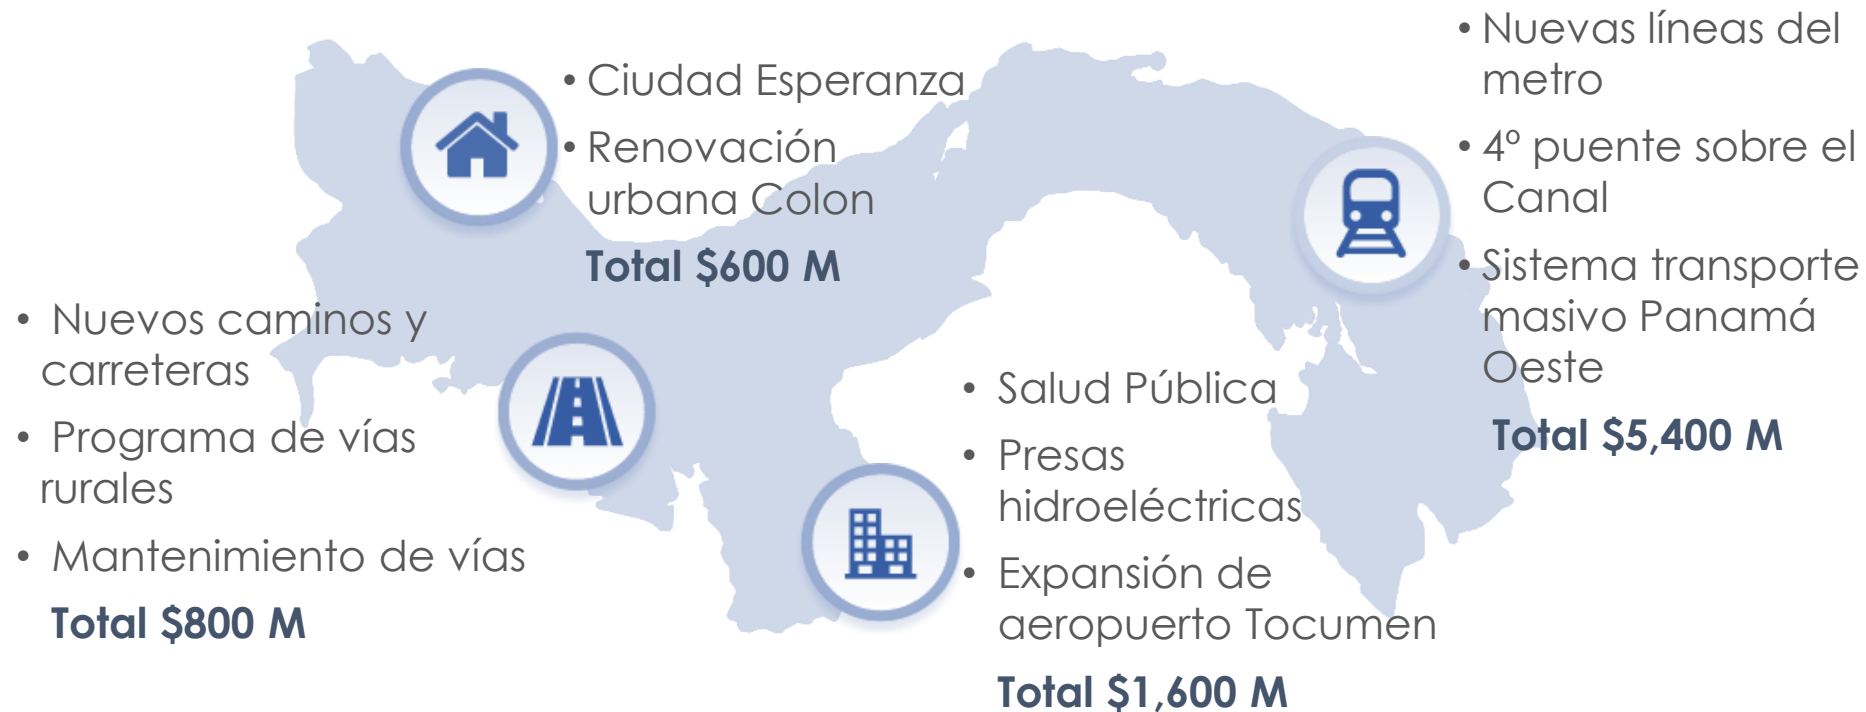 • Ciudad Esperanza
• Renovación
urbana Colon
Total $600 M
• Nuevos caminos y
carreteras
• Programa de vías
rurales
• Mantenimiento de vías
Total $800 M
• Salud Pública
• Presas
hidroeléctricas
• Expansión de
aeropuerto Tocumen
Total $1,600 M
• Nuevas líneas del
metro
• 4º puente sobre el
Canal
• Sistema transporte
masivo Panamá
Oeste
Total $5,400 M